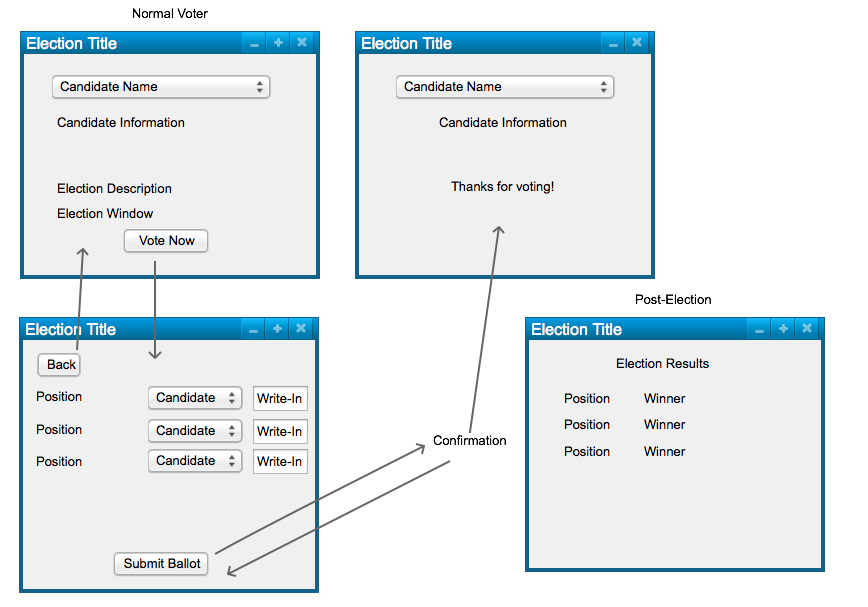 Normal Voter
Election Title
Candidate Name
Candidate Information
Election Description
Election Window
Vote Now
Election Title
Candidate Name
Candidate Information
Thanks for voting!
Election Title
Back
Position Candidate Write-In
Position Candidate Write-In
Position Candidate Write-In
Submit Ballot
Confirmation
Post-Election
Election Title
Election Results
Position Winner
Position Winner
Position Winner